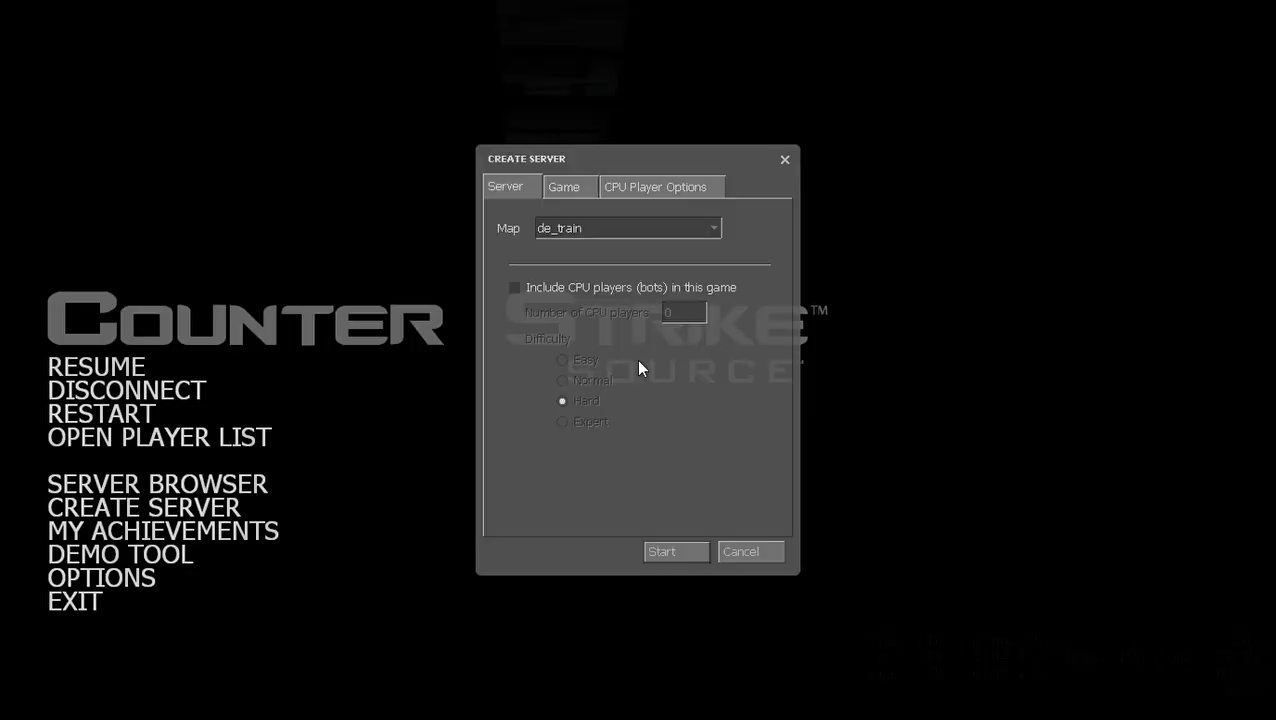 CREATE SERVER
Server Game CPU Player Options
Map de_train
Include CPU players (bots) in this game
Number of CPU players 0
Difficulty
Easy
Normal
Hard
Expert
Start Cancel
COUNTER STRIKE™
SOURCE
RESUME
DISCONNECT
RESTART
OPEN PLAYER LIST
SERVER BROWSER
CREATE SERVER
MY ACHIEVEMENTS
DEMO TOOL
OPTIONS
EXIT